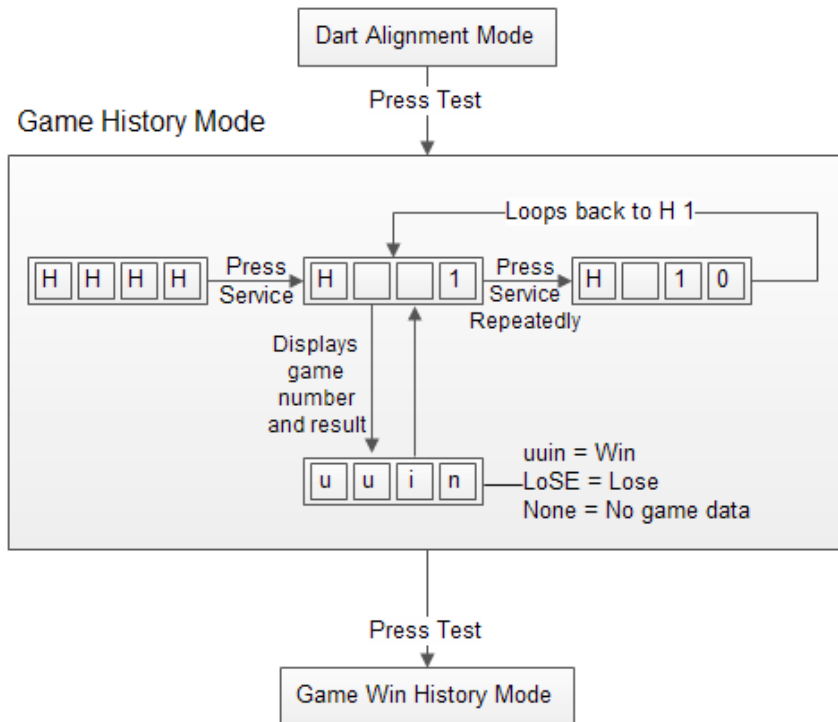 Dart Alignment Mode
Press Test
Game History Mode
Loops back to H 1
H H H H
Press
Service
H 1
Press
Service
Repeatedly
H 1 0
Displays
game
number
and result
u u i n
uuin = Win
LoSE = Lose
None = No game data
Press Test
Game Win History Mode